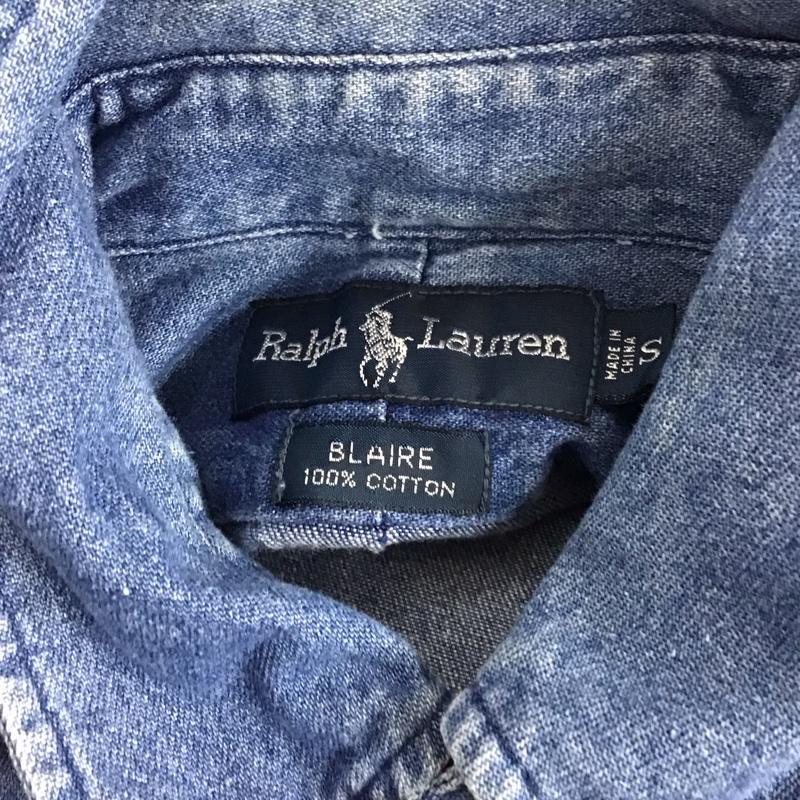 Ralph Lauren
MADE IN
CHINA
S
BLAIRE
100% COTTON